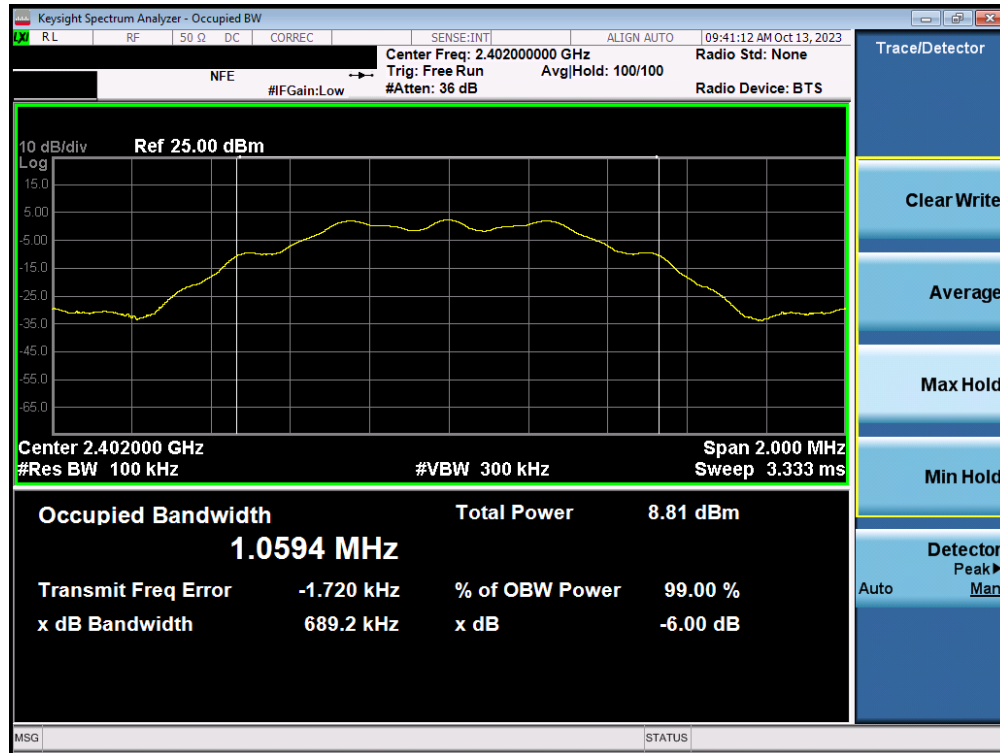 Keysight Spectrum Analyzer - Occupied BW
LXI RL RF 50 Ω DC CORREC SENSE:INT ALIGN AUTO 09:41:12 AM Oct 13, 2023
Center Freq: 2.402000000 GHz Radio Std: None
NFE Trig: Free Run Avg|Hold: 100/100
#IFGain:Low #Atten: 36 dB Radio Device: BTS
10 dB/div Ref 25.00 dBm
Log
15.0
5.00
-5.00
-15.0
-25.0
-35.0
-45.0
-55.0
-65.0
Center 2.402000 GHz Span 2.000 MHz
#Res BW 100 kHz #VBW 300 kHz Sweep 3.333 ms
Occupied Bandwidth Total Power 8.81 dBm
1.0594 MHz
Transmit Freq Error -1.720 kHz % of OBW Power 99.00 %
x dB Bandwidth 689.2 kHz x dB -6.00 dB
MSG STATUS
Trace/Detector
Clear Write
Average
Max Hold
Min Hold
Detector
Peak▶
Auto Man